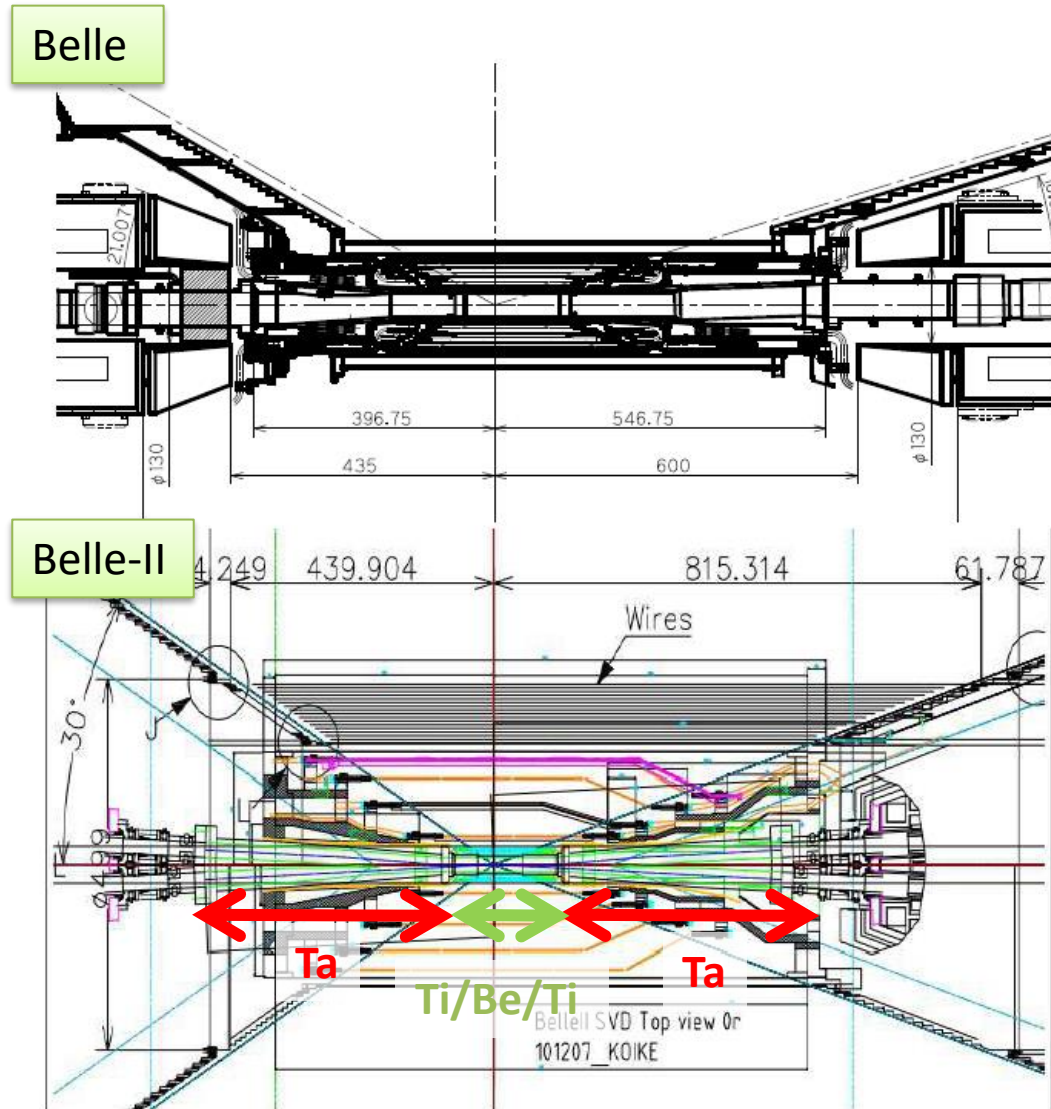 Belle
21.007
396.75
546.75
φ130
435
600
φ130
Belle-II
4.249
439.904
815.314
61.787
Wires
30°
J
Ta
Ta
Ti/Be/Ti
BelleII SVD Top view 0r
101207_KOIKE